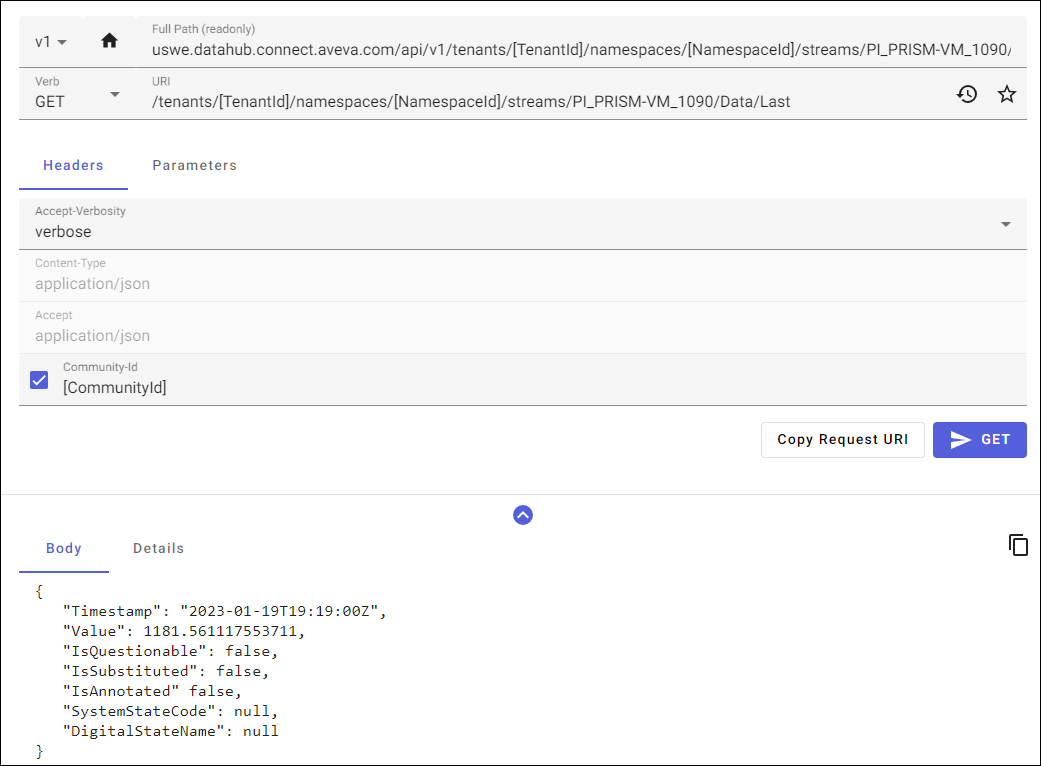 v1
Full Path (readonly)
uswe.datahub.connect.aveva.com/api/v1/tenants/[TenantId]/namespaces/[NamespaceId]/streams/PI_PRISM-VM_1090/
Verb
GET
URI
/tenants/[TenantId]/namespaces/[NamespaceId]/streams/PI_PRISM-VM_1090/Data/Last
Headers
Parameters
Accept-Verbosity
verbose
Content-Type
application/json
Accept
application/json
Community-Id
[CommunityId]
Copy Request URI
GET
Body
Details
{
"Timestamp": "2023-01-19T19:19:00Z",
"Value": 1181.561117553711,
"IsQuestionable": false,
"IsSubstituted": false,
"IsAnnotated" false,
"SystemStateCode": null,
"DigitalStateName": null
}